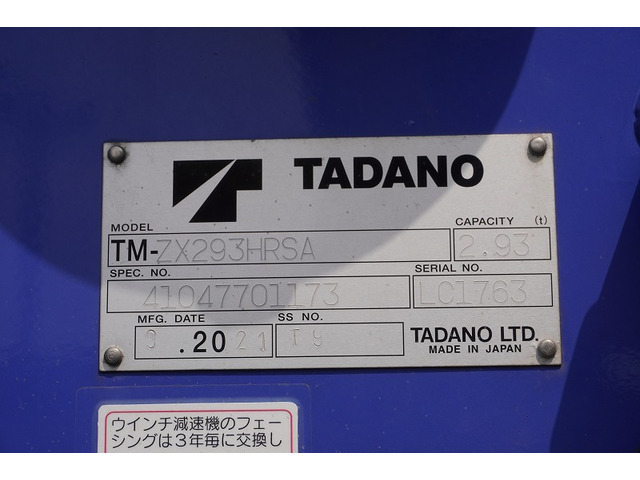 TADANO
MODEL
CAPACITY (t)
TM-ZX293HRSA
2.93
SPEC. NO.
SERIAL NO.
41047701173
LC1763
MFG. DATE
SS NO.
.2021
T9
TADANO LTD.
MADE IN JAPAN
ウインチ減速機のフェー
シングは3年毎に交換し